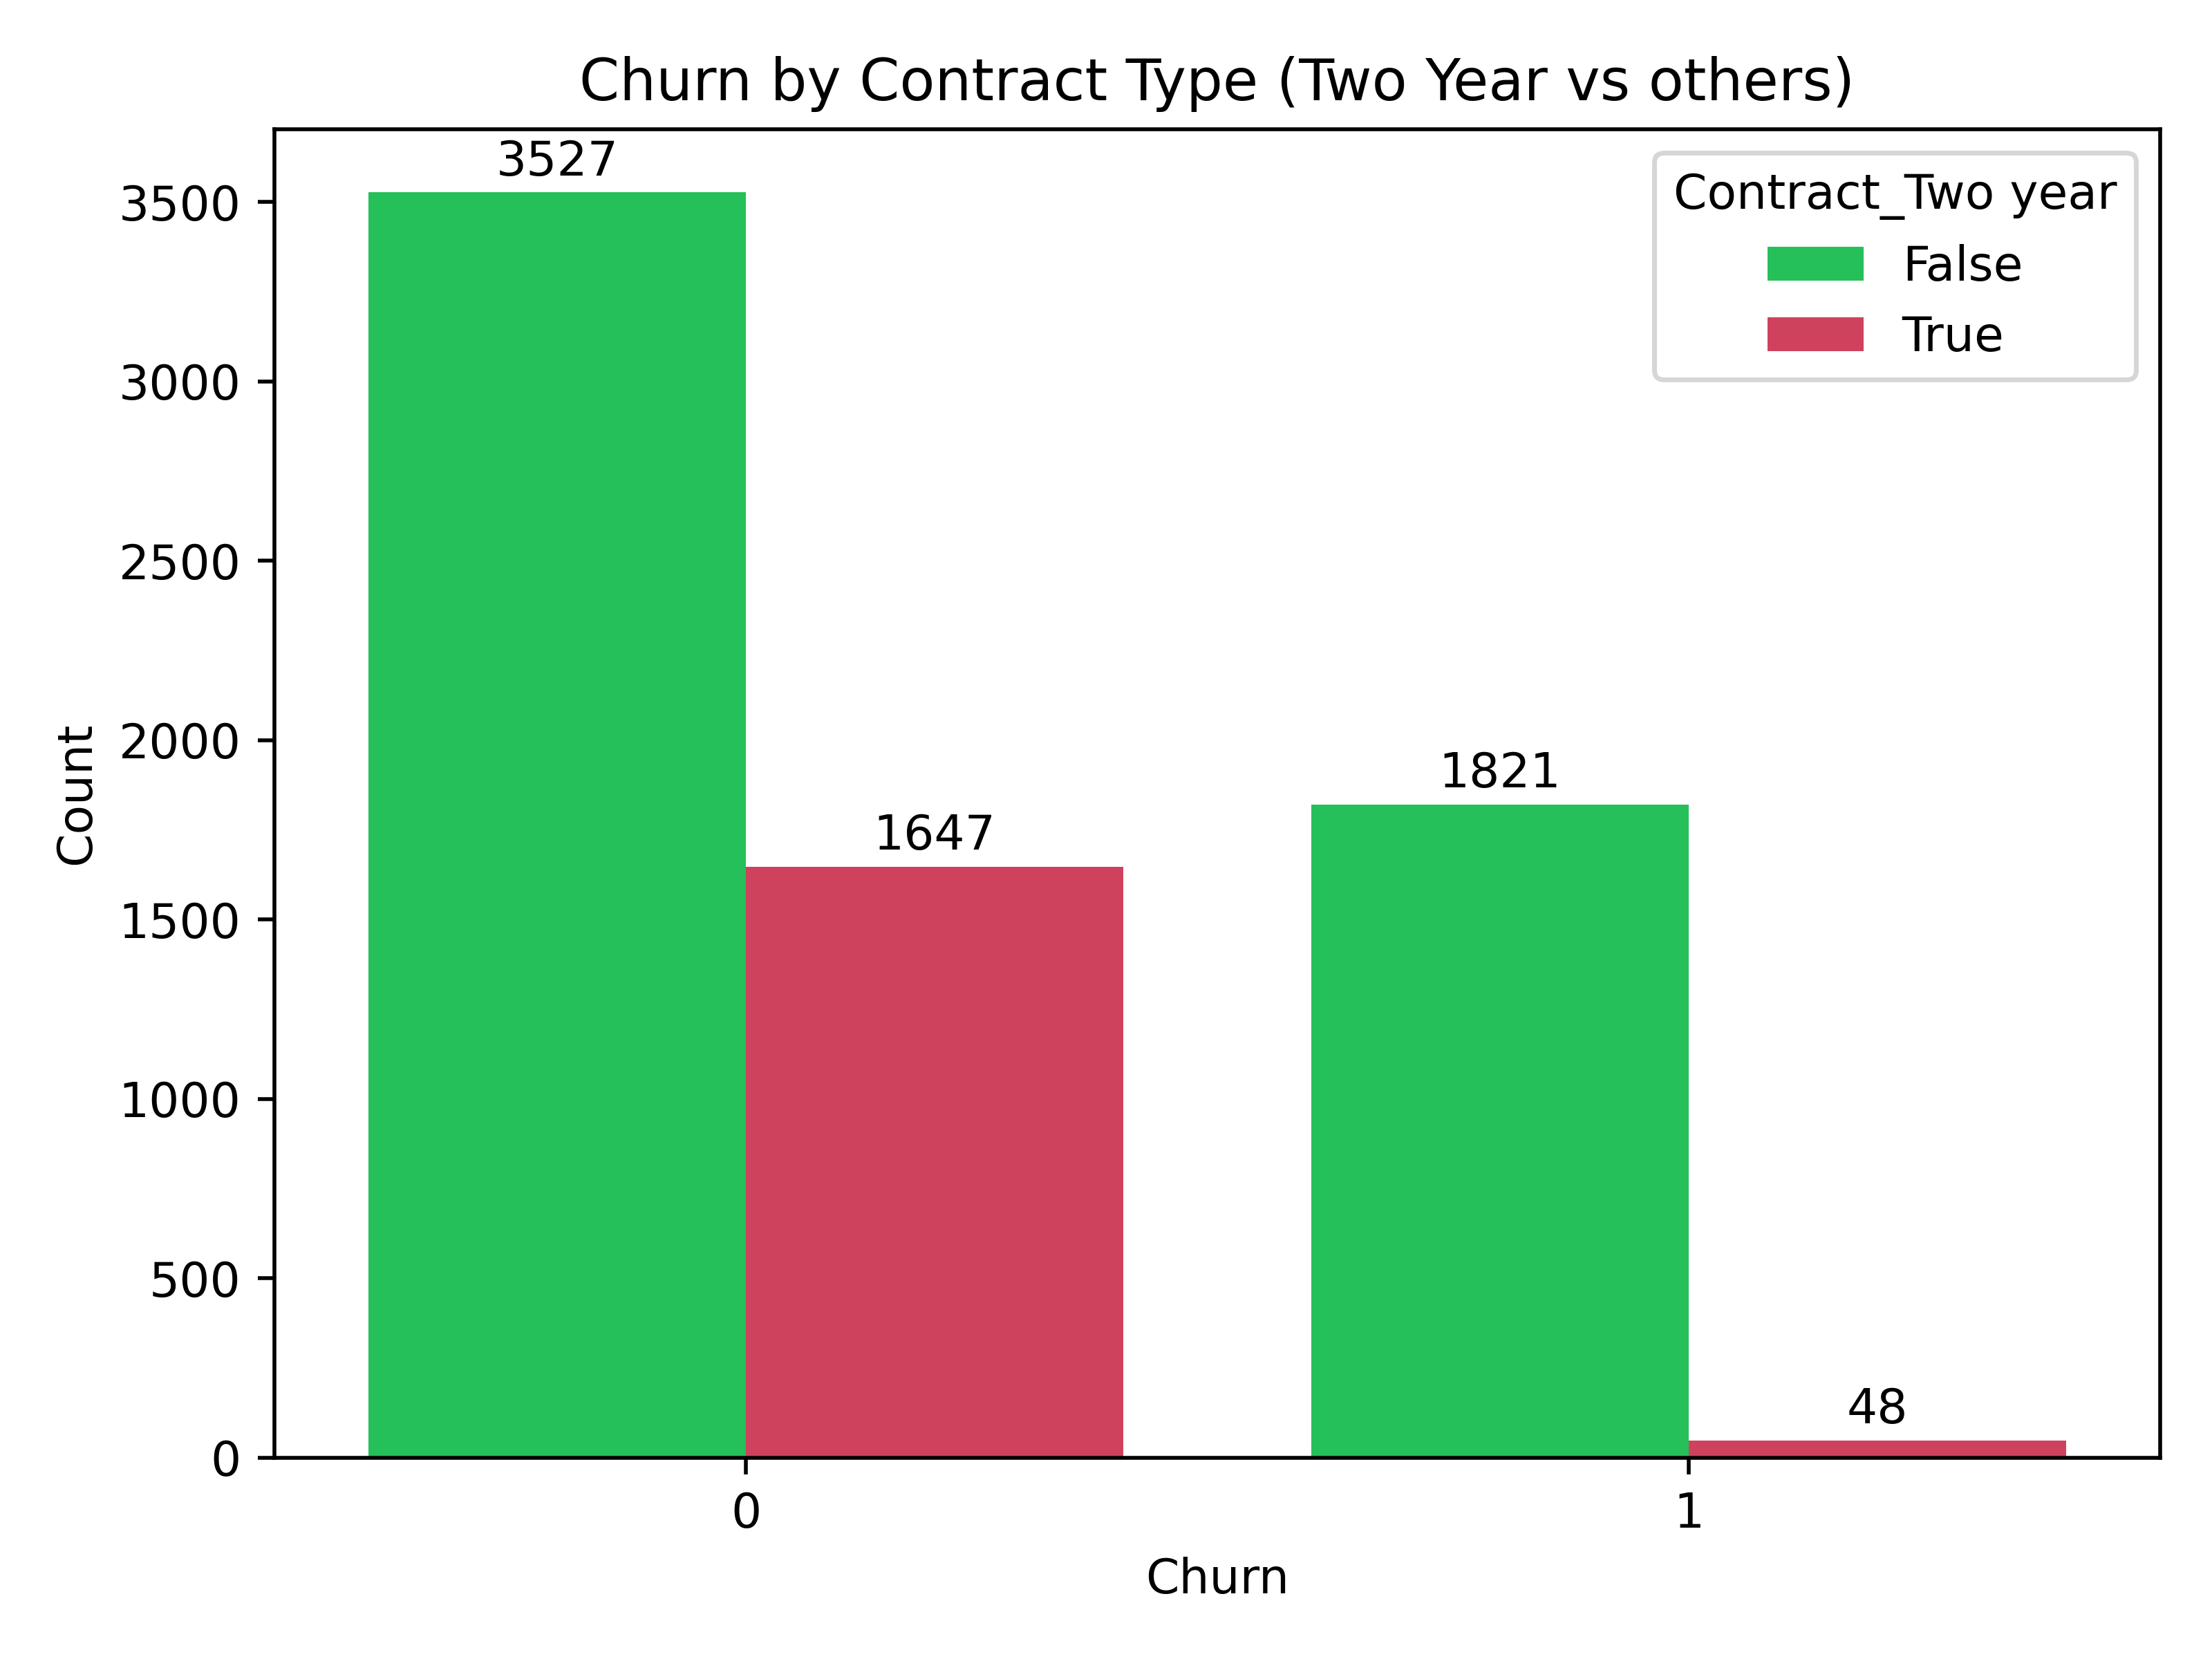 Churn by Contract Type (Two Year vs others)
Contract_Two year
False
True
3527
1647
1821
48
3500
3000
2500
2000
1500
1000
500
0
Count
0
1
Churn